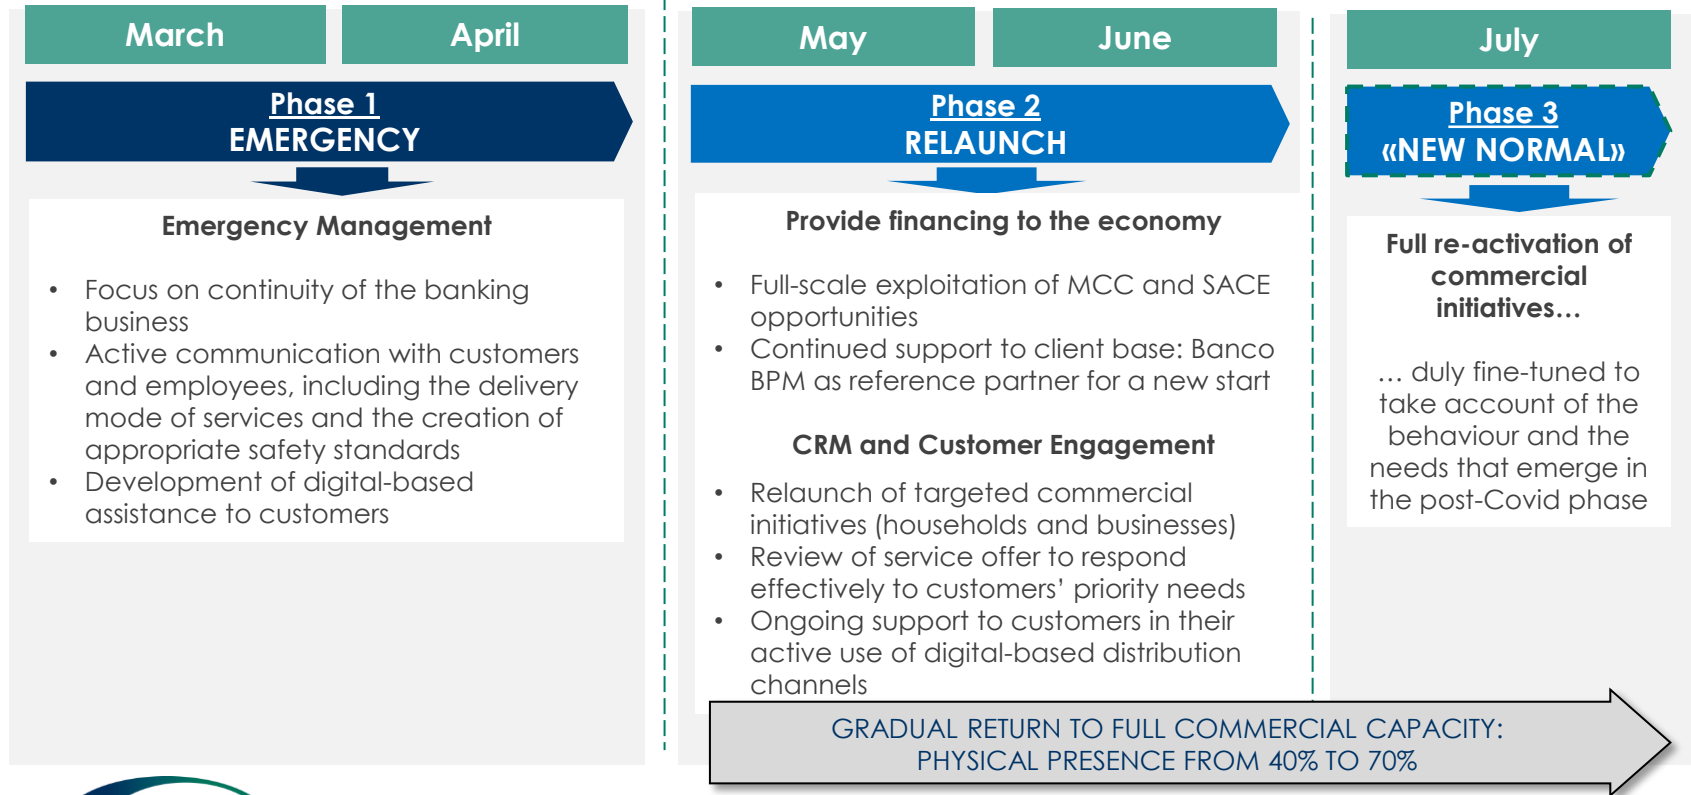 March
April
Phase 1
EMERGENCY
Emergency Management
• Focus on continuity of the banking
business
• Active communication with customers
and employees, including the delivery
mode of services and the creation of
appropriate safety standards
• Development of digital-based
assistance to customers
May
June
Phase 2
RELAUNCH
Provide financing to the economy
• Full-scale exploitation of MCC and SACE
opportunities
• Continued support to client base: Banco
BPM as reference partner for a new start
CRM and Customer Engagement
• Relaunch of targeted commercial
initiatives (households and businesses)
• Review of service offer to respond
effectively to customers’ priority needs
• Ongoing support to customers in their
active use of digital-based distribution
channels
July
Phase 3
«NEW NORMAL»
Full re-activation of
commercial
initiatives…
… duly fine-tuned to
take account of the
behaviour and the
needs that emerge in
the post-Covid phase
GRADUAL RETURN TO FULL COMMERCIAL CAPACITY:
PHYSICAL PRESENCE FROM 40% TO 70%